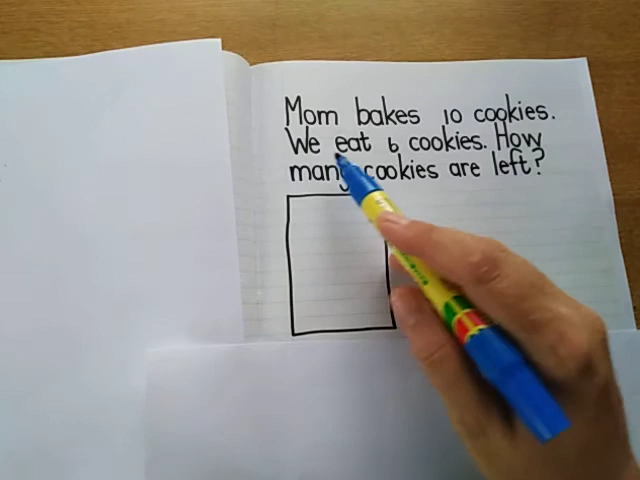 Mom bakes 10 cookies.
We eat 6 cookies. How
many cookies are left?